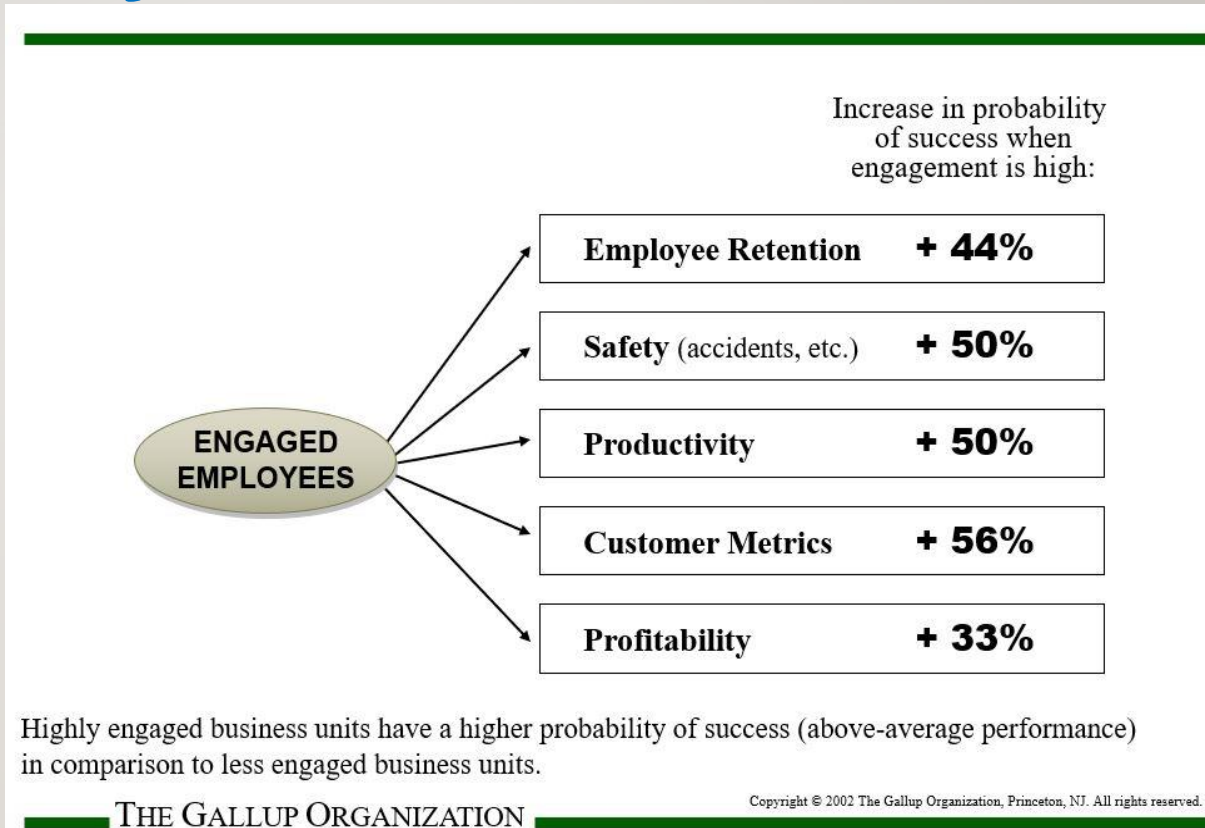 Increase in probability
of success when
engagement is high:
Employee Retention + 44%
Safety (accidents, etc.) + 50%
ENGAGED
EMPLOYEES
Productivity + 50%
Customer Metrics + 56%
Profitability + 33%
Highly engaged business units have a higher probability of success (above-average performance)
in comparison to less engaged business units.
THE GALLUP ORGANIZATION
Copyright © 2002 The Gallup Organization, Princeton, NJ. All rights reserved.